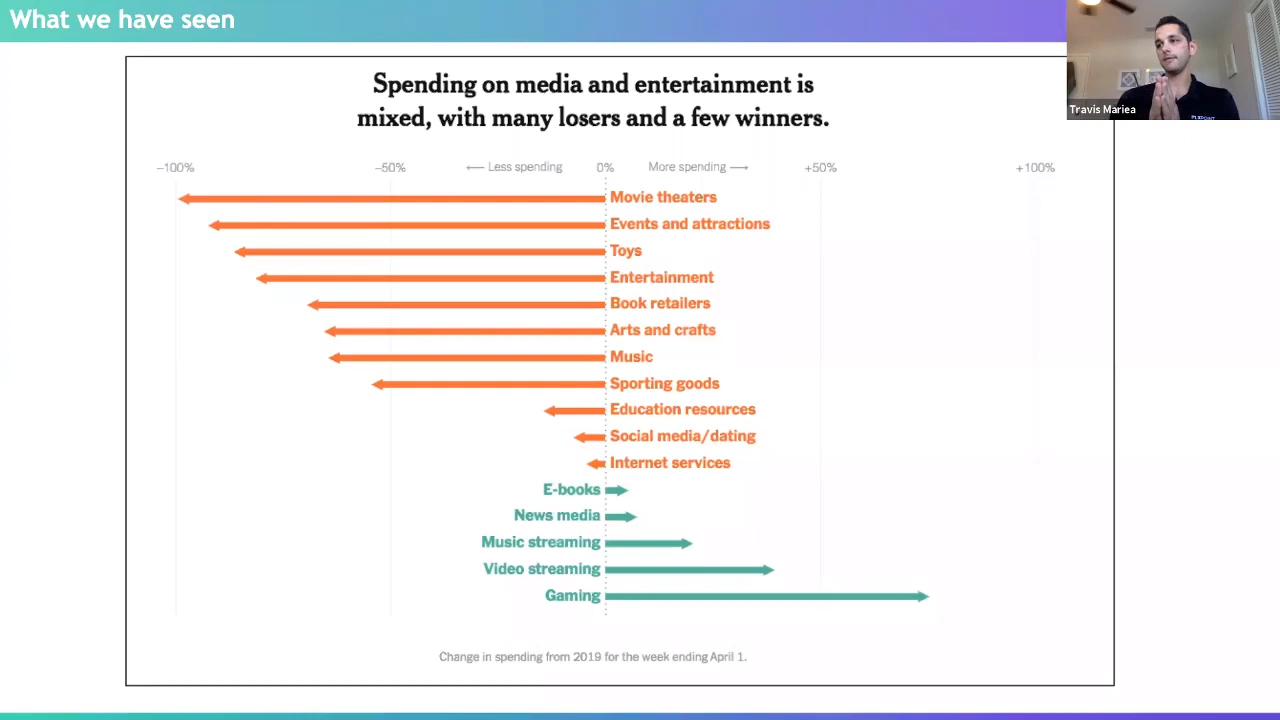 What we have seen
Travis Mariea
Spending on media and entertainment is
mixed, with many losers and a few winners.
–100% –50% ⟵ Less spending 0% More spending ⟶ +50% +100%
Movie theaters
Events and attractions
Toys
Entertainment
Book retailers
Arts and crafts
Music
Sporting goods
Education resources
Social media/dating
Internet services
E-books
News media
Music streaming
Video streaming
Gaming
Change in spending from 2019 for the week ending April 1.